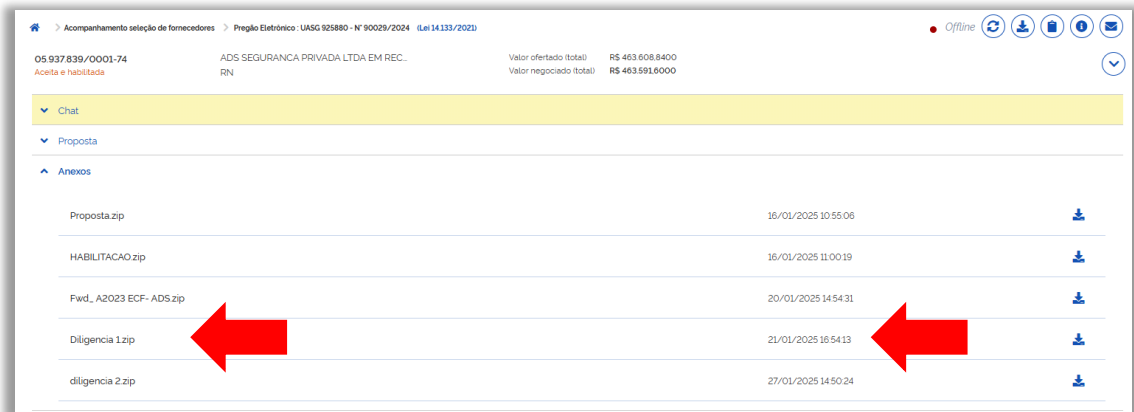 Acompanhamento seleção de fornecedores Pregão Eletrônico : UASG 925880 - N° 90029/2024 (Lei 14.133/2021) Offline
05.937.839/0001-74 ADS SEGURANCA PRIVADA LTDA EM REC... Valor ofertado (total) R$ 463.608,8400
Aceita e habilitada RN Valor negociado (total) R$ 463.591,6000
Chat
Proposta
Anexos
Proposta.zip 16/01/2025 10:55:06
HABILITACAO.zip 16/01/2025 11:00:19
Fwd_ A2023 ECF- ADS.zip 20/01/2025 14:54:31
Diligencia 1.zip 21/01/2025 16:54:13
diligencia 2.zip 27/01/2025 14:50:24